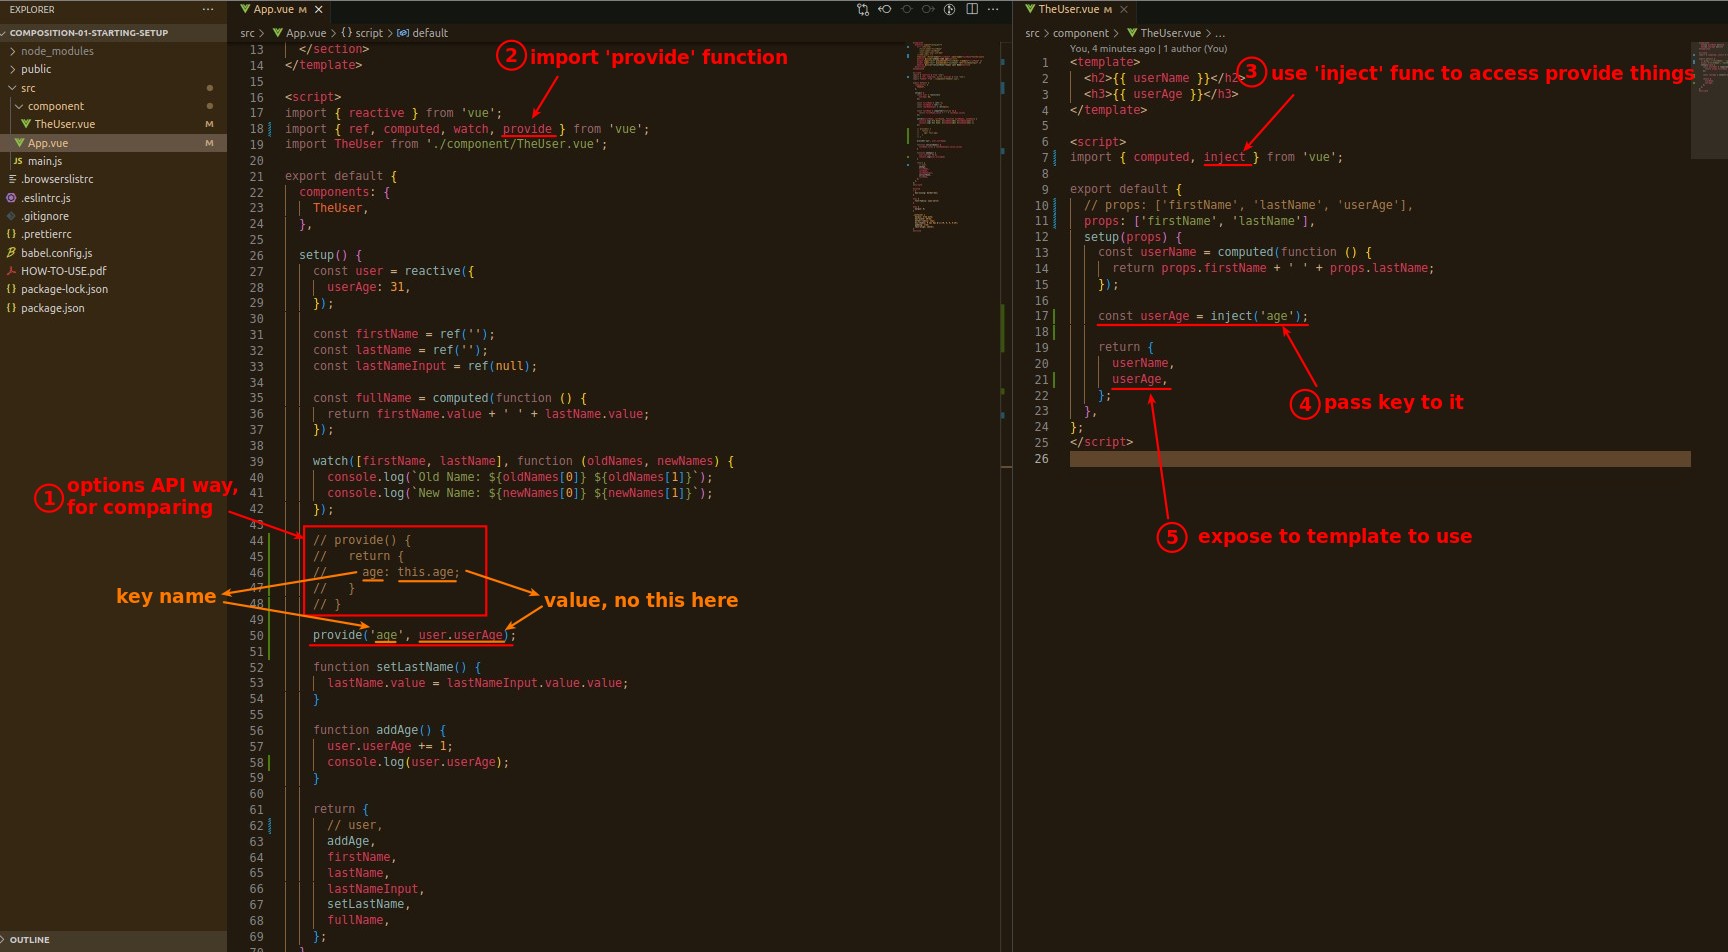 EXPLORER
COMPOSITION-01-STARTING-SETUP
node_modules
public
src
component
TheUser.vue M
App.vue M
main.js
.browserslistrc
.eslintrc.js
.gitignore
.prettierrc
babel.config.js
HOW-TO-USE.pdf
package-lock.json
package.json
OUTLINE
App.vue M
src > App.vue > {} script > default
13 </section>
14 </template>
15
16 <script>
17 import { reactive } from 'vue';
18 import { ref, computed, watch, provide } from 'vue';
19 import TheUser from './component/TheUser.vue';
20
21 export default {
22 components: {
23 TheUser,
24 },
25
26 setup() {
27 const user = reactive({
28 userAge: 31,
29 });
30
31 const firstName = ref('');
32 const lastName = ref('');
33 const lastNameInput = ref(null);
34
35 const fullName = computed(function () {
36 return firstName.value + ' ' + lastName.value;
37 });
38
39 watch([firstName, lastName], function (oldNames, newNames) {
40 console.log(`Old Name: ${oldNames[0]} ${oldNames[1]}`);
41 console.log(`New Name: ${newNames[0]} ${newNames[1]}`);
42 });
43
44 // provide() {
45 //   return {
46 //     age: this.age;
47 //   }
48 // }
49
50 provide('age', user.userAge);
51
52 function setLastName() {
53 lastName.value = lastNameInput.value.value;
54 }
55
56 function addAge() {
57 user.userAge += 1;
58 console.log(user.userAge);
59 }
60
61 return {
62 // user,
63 addAge,
64 firstName,
65 lastName,
66 lastNameInput,
67 setLastName,
68 fullName,
69 };
70 }
2 import 'provide' function
1 options API way,
for comparing
key name
value, no this here
TheUser.vue M
src > component > TheUser.vue > ...
You, 4 minutes ago | 1 author (You)
1 <template>
2 <h2>{{ userName }}</h2>
3 <h3>{{ userAge }}</h3>
4 </template>
5
6 <script>
7 import { computed, inject } from 'vue';
8
9 export default {
10 // props: ['firstName', 'lastName', 'userAge'],
11 props: ['firstName', 'lastName'],
12 setup(props) {
13 const userName = computed(function () {
14 return props.firstName + ' ' + props.lastName;
15 });
16
17 const userAge = inject('age');
18
19 return {
20 userName,
21 userAge,
22 };
23 },
24 };
25 </script>
26
3 use 'inject' func to access provide things
4 pass key to it
5 expose to template to use